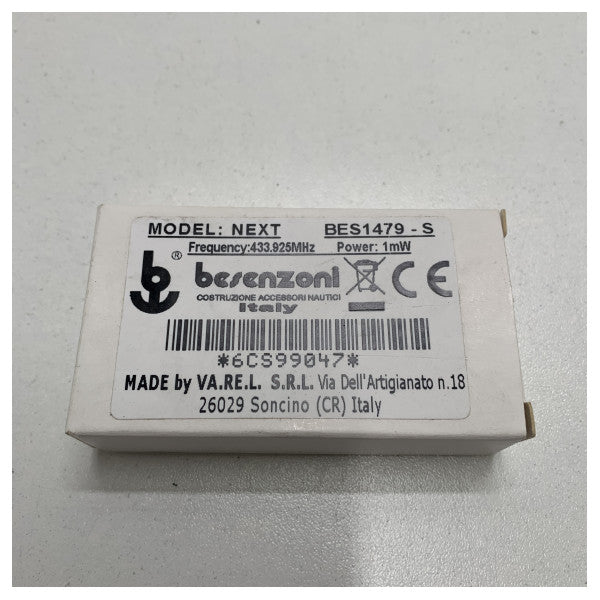 MODEL: NEXT BES1479 - S
Frequency:433.925MHz Power: 1mW
b ® besenzoni CE
COSTRUZIONE ACCESSORI NAUTICI
Italy
*6CS99047*
MADE by VA.RE.L. S.R.L. Via Dell'Artigianato n.18
26029 Soncino (CR) Italy